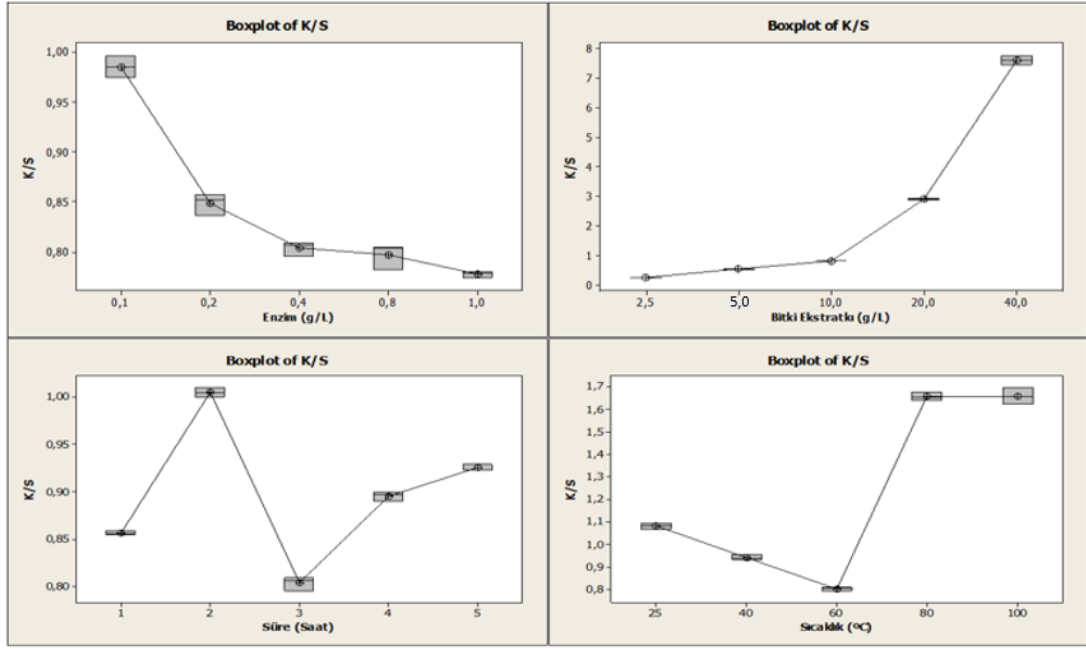 Boxplot of K/S
1,00
0,95
0,90
0,85
0,80
K/S
0,1 0,2 0,4 0,8 1,0
Enzim (g/L)
Boxplot of K/S
8
7
6
5
4
3
2
1
0
K/S
2,5 5,0 10,0 20,0 40,0
Bitki Ekstratkı (g/L)
Boxplot of K/S
1,00
0,95
0,90
0,85
0,80
K/S
1 2 3 4 5
Süre (Saat)
Boxplot of K/S
1,7
1,6
1,5
1,4
1,3
1,2
1,1
1,0
0,9
0,8
K/S
25 40 60 80 100
Sıcaklık (ºC)